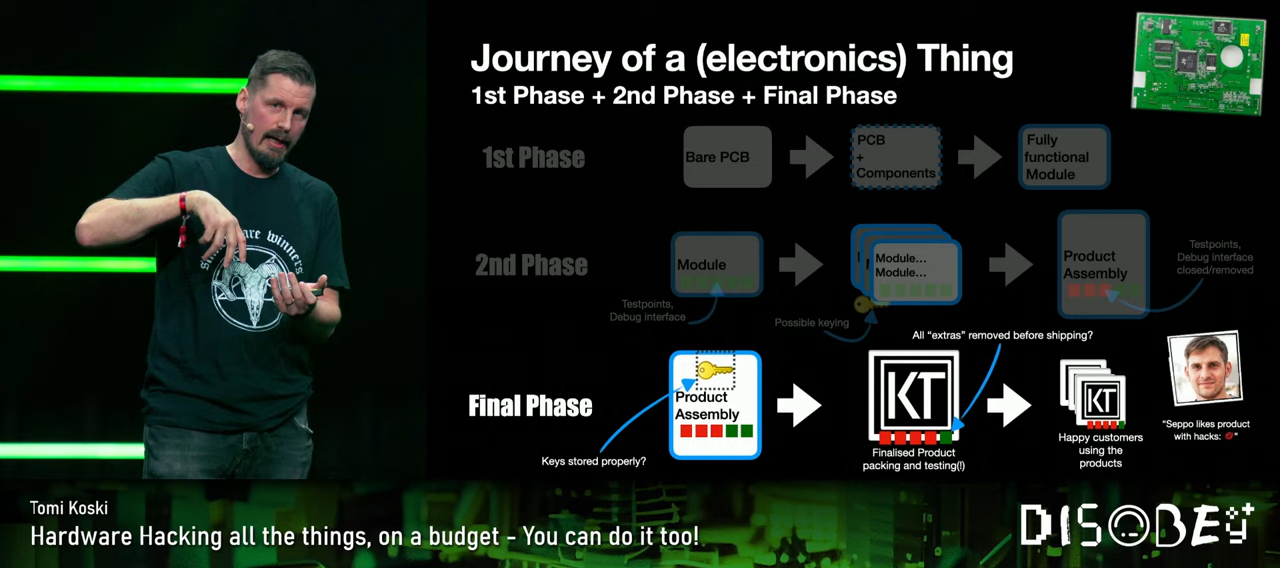 Journey of a (electronics) Thing
1st Phase + 2nd Phase + Final Phase
1st Phase
Bare PCB
PCB
+
Components
Fully
functional
Module
2nd Phase
Module
Testpoints,
Debug interface
Possible keying
Module...
Module...
Product
Assembly
Testpoints,
Debug interface
closed/removed
All “extras” removed before shipping?
Final Phase
Product
Assembly
Keys stored properly?
KT
Finalised Product
packing and testing(!)
KT
Happy customers
using the
products
"Seppo likes product
with hacks: 💋"
are winners
Tomi Koski
Hardware Hacking all the things, on a budget - You can do it too!
DISOBEY